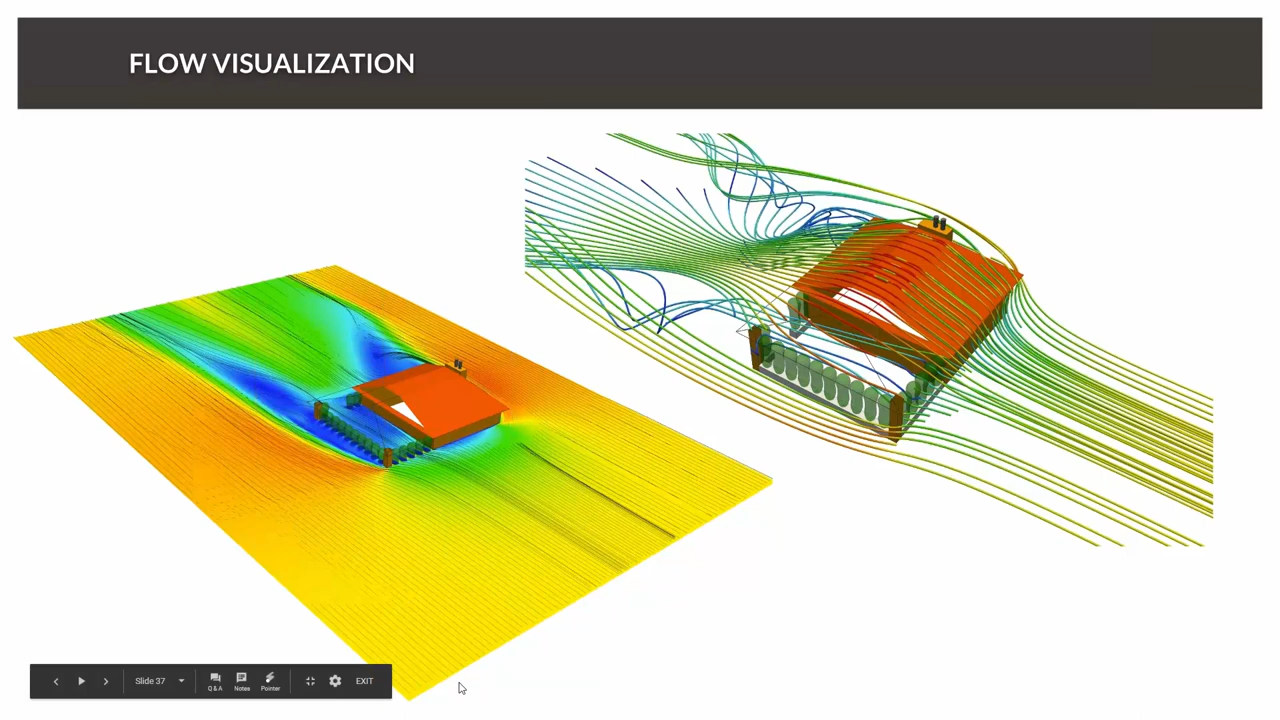 FLOW VISUALIZATION
Slide 37
Q & A
Notes
Pointer
EXIT